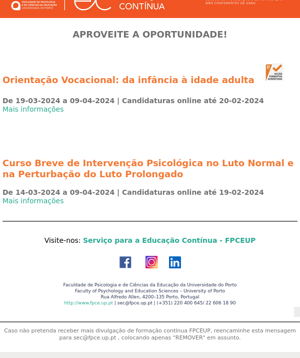 CONTÍNUA
APROVEITE A OPORTUNIDADE!
Orientação Vocacional: da infância à idade adulta
De 19-03-2024 a 09-04-2024 | Candidaturas online até 20-02-2024
Mais informações
Curso Breve de Intervenção Psicológica no Luto Normal e
na Perturbação do Luto Prolongado
De 14-03-2024 a 09-04-2024 | Candidaturas online até 19-02-2024
Mais informações
Visite-nos: Serviço para a Educação Contínua - FPCEUP
Faculdade de Psicologia e de Ciências da Educação da Universidade do Porto
Faculty of Psychology and Education Sciences – University of Porto
Rua Alfredo Allen, 4200-135 Porto, Portugal
http://www.fpce.up.pt | sec@fpce.up.pt | (+351) 220 400 645/ 22 606 18 90
Caso não pretenda receber mais divulgação de formação contínua FPCEUP, reencaminhe esta mensagem
para sec@fpce.up.pt , colocando apenas "REMOVER" em assunto.